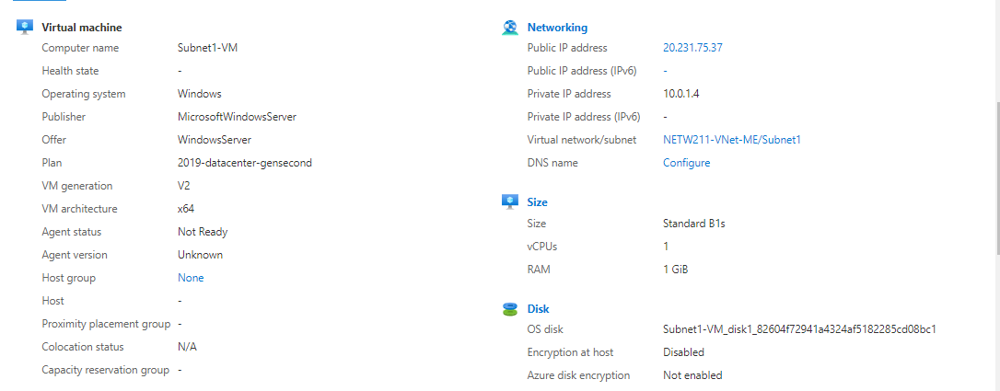 Virtual machine
Computer name Subnet1-VM
Health state -
Operating system Windows
Publisher MicrosoftWindowsServer
Offer WindowsServer
Plan 2019-datacenter-gensecond
VM generation V2
VM architecture x64
Agent status Not Ready
Agent version Unknown
Host group None
Host -
Proximity placement group -
Colocation status N/A
Capacity reservation group -
Networking
Public IP address 20.231.75.37
Public IP address (IPv6) -
Private IP address 10.0.1.4
Private IP address (IPv6) -
Virtual network/subnet NETW211-VNet-ME/Subnet1
DNS name Configure
Size
Size Standard B1s
vCPUs 1
RAM 1 GiB
Disk
OS disk Subnet1-VM_disk1_82604f72941a4324af5182285cd08bc1
Encryption at host Disabled
Azure disk encryption Not enabled